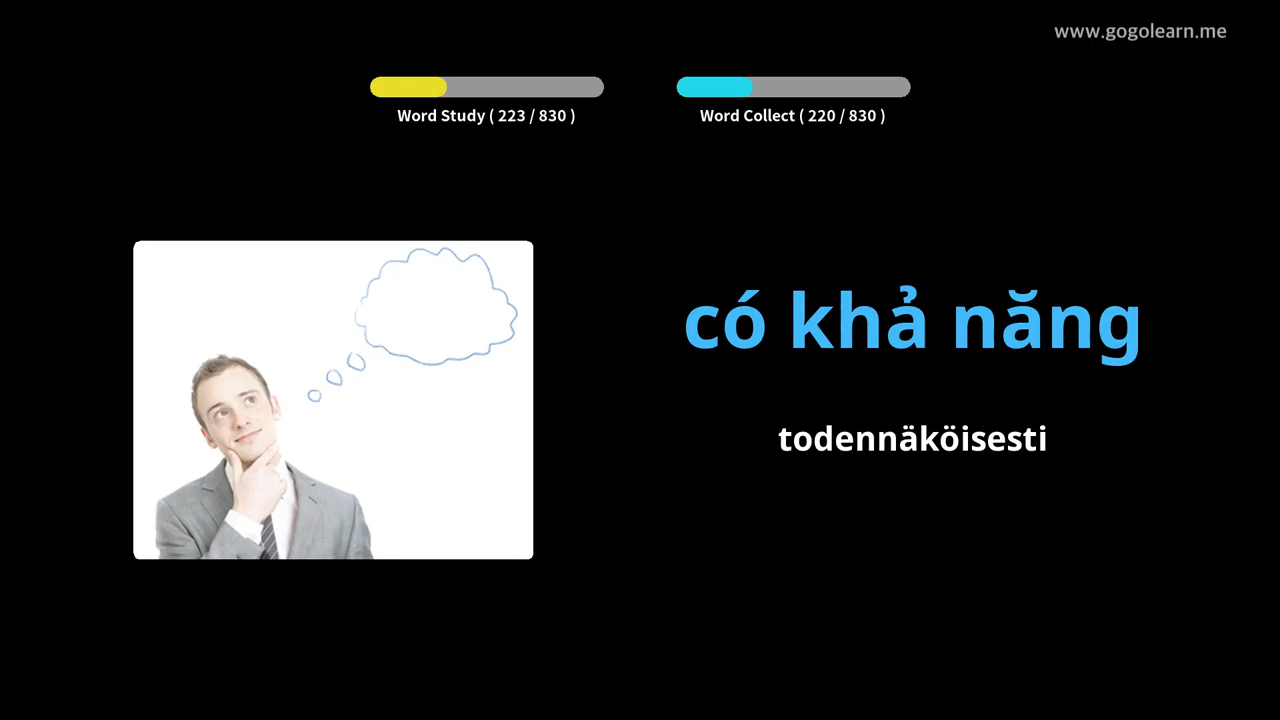 www.gogolearn.me
Word Study ( 223 / 830 )
Word Collect ( 220 / 830 )
có khả năng
todennäköisesti